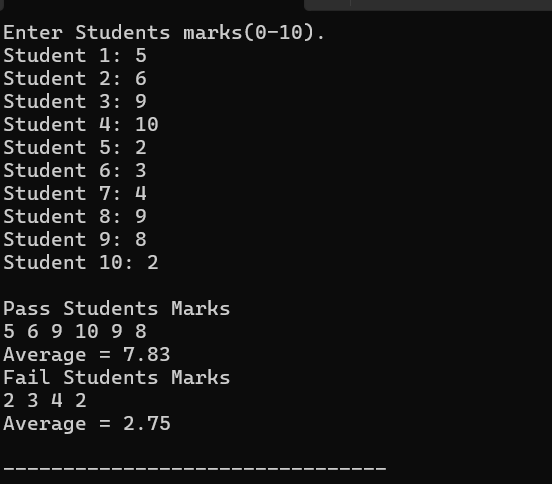 Enter Students marks(0-10).
Student 1: 5
Student 2: 6
Student 3: 9
Student 4: 10
Student 5: 2
Student 6: 3
Student 7: 4
Student 8: 9
Student 9: 8
Student 10: 2
Pass Students Marks
5 6 9 10 9 8
Average = 7.83
Fail Students Marks
2 3 4 2
Average = 2.75
--------------------------------